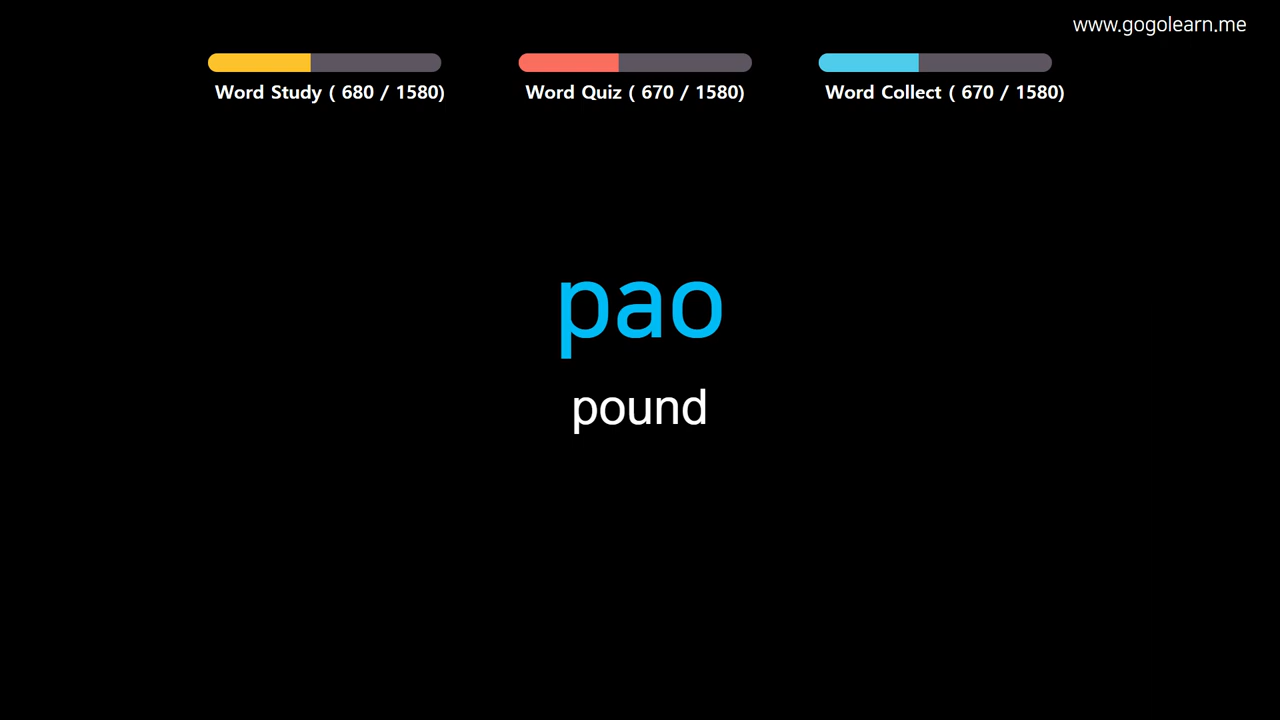 www.gogolearn.me
Word Study ( 680 / 1580)
Word Quiz ( 670 / 1580)
Word Collect ( 670 / 1580)
pao
pound